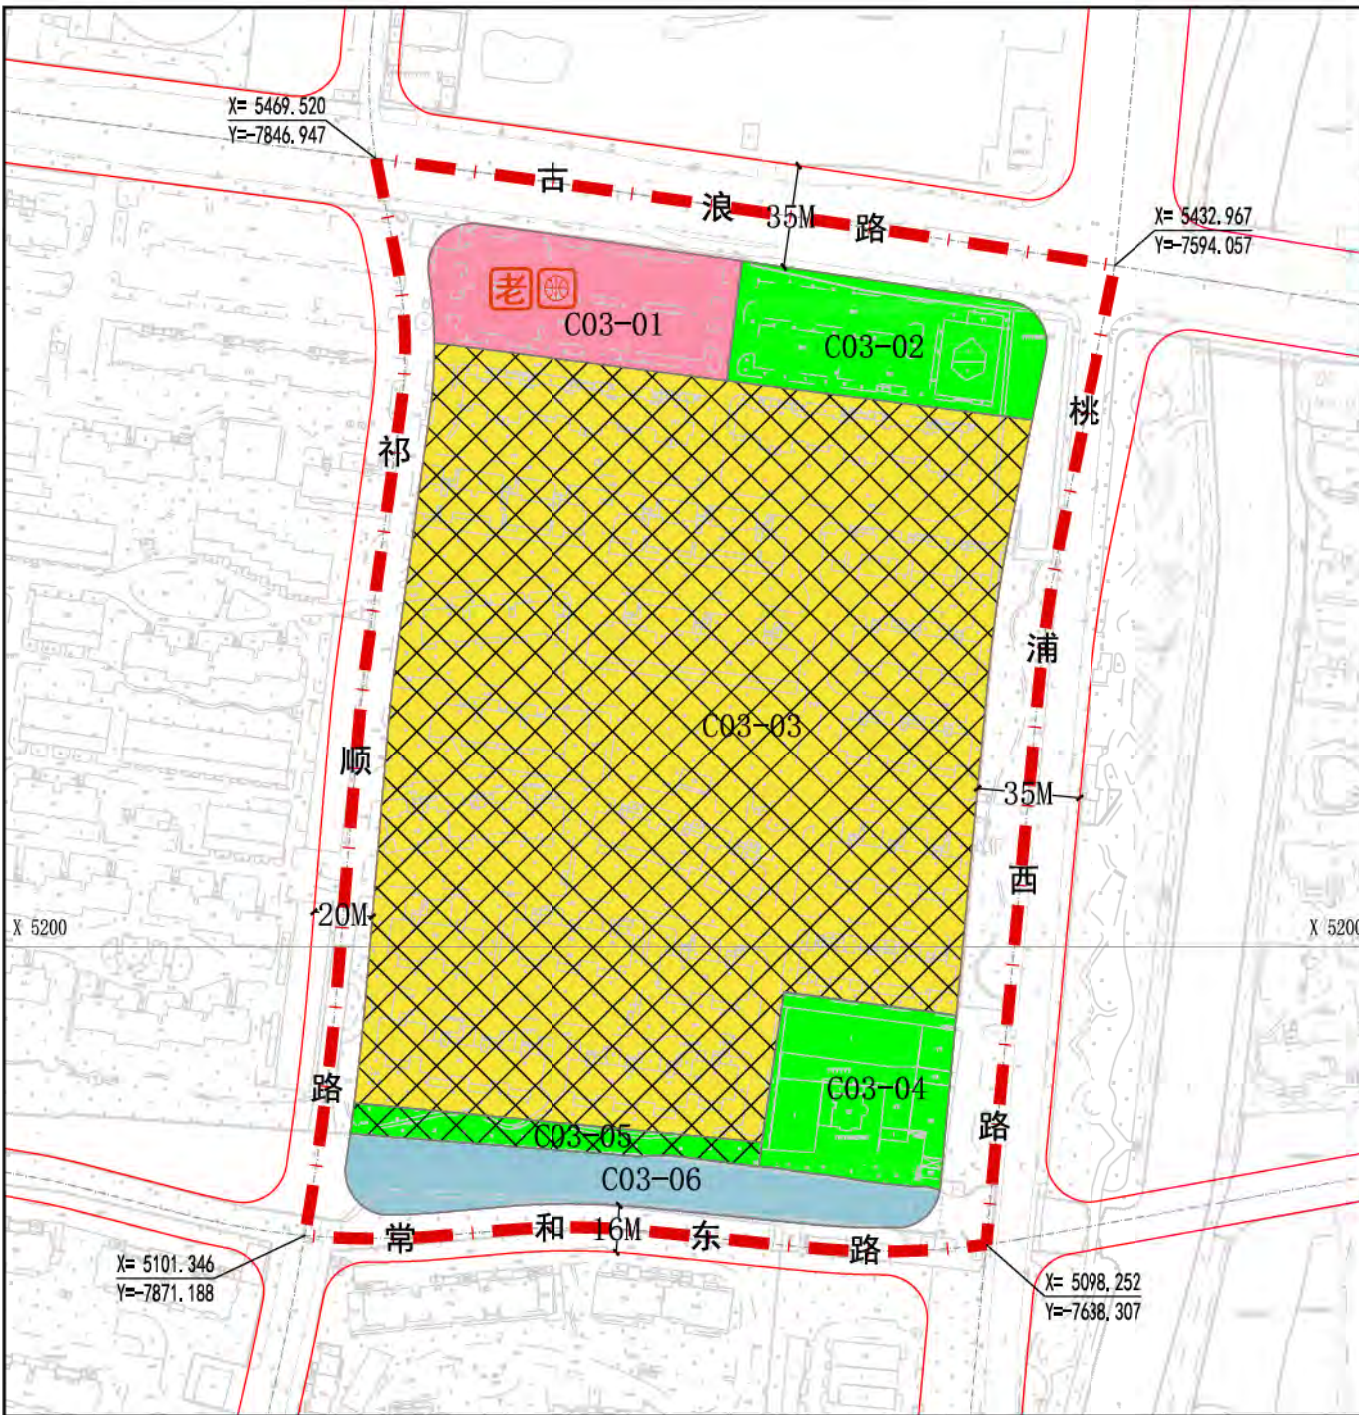 X= 5469.520
Y=-7846.947
古浪路
35M
X= 5432.967
Y=-7594.057
老
C03-01
C03-02
祁顺路
桃浦西路
C03-03
35M
20M
X 5200
X 5200
C03-04
C03-05
C03-06
16M
常和东路
X= 5101.346
Y=-7871.188
X= 5098.252
Y=-7638.307